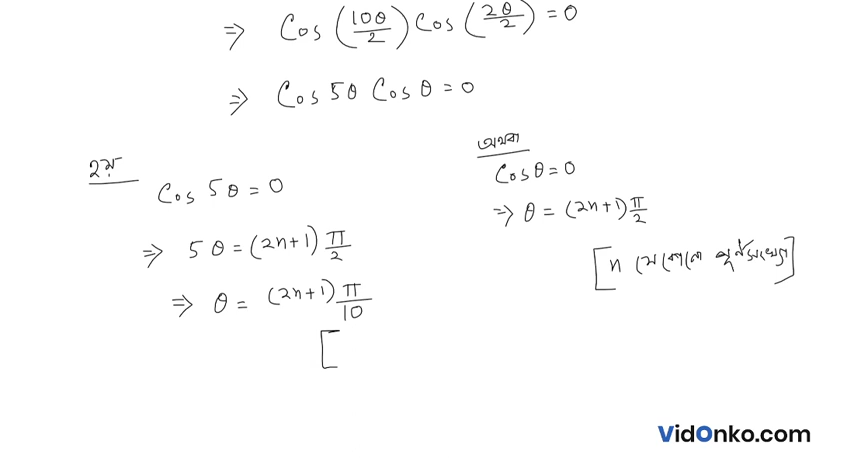 ⇒ Cos(10θ/2) Cos(2θ/2) = 0
⇒ Cos 5θ Cos θ = 0
হয়
Cos 5θ = 0
⇒ 5θ = (2n+1) π/2
⇒ θ = (2n+1) π/10
[
অথবা
Cos θ = 0
⇒ θ = (2n+1) π/2
[n যেকোনো পূর্ণসংখ্যা]
VidOnko.com